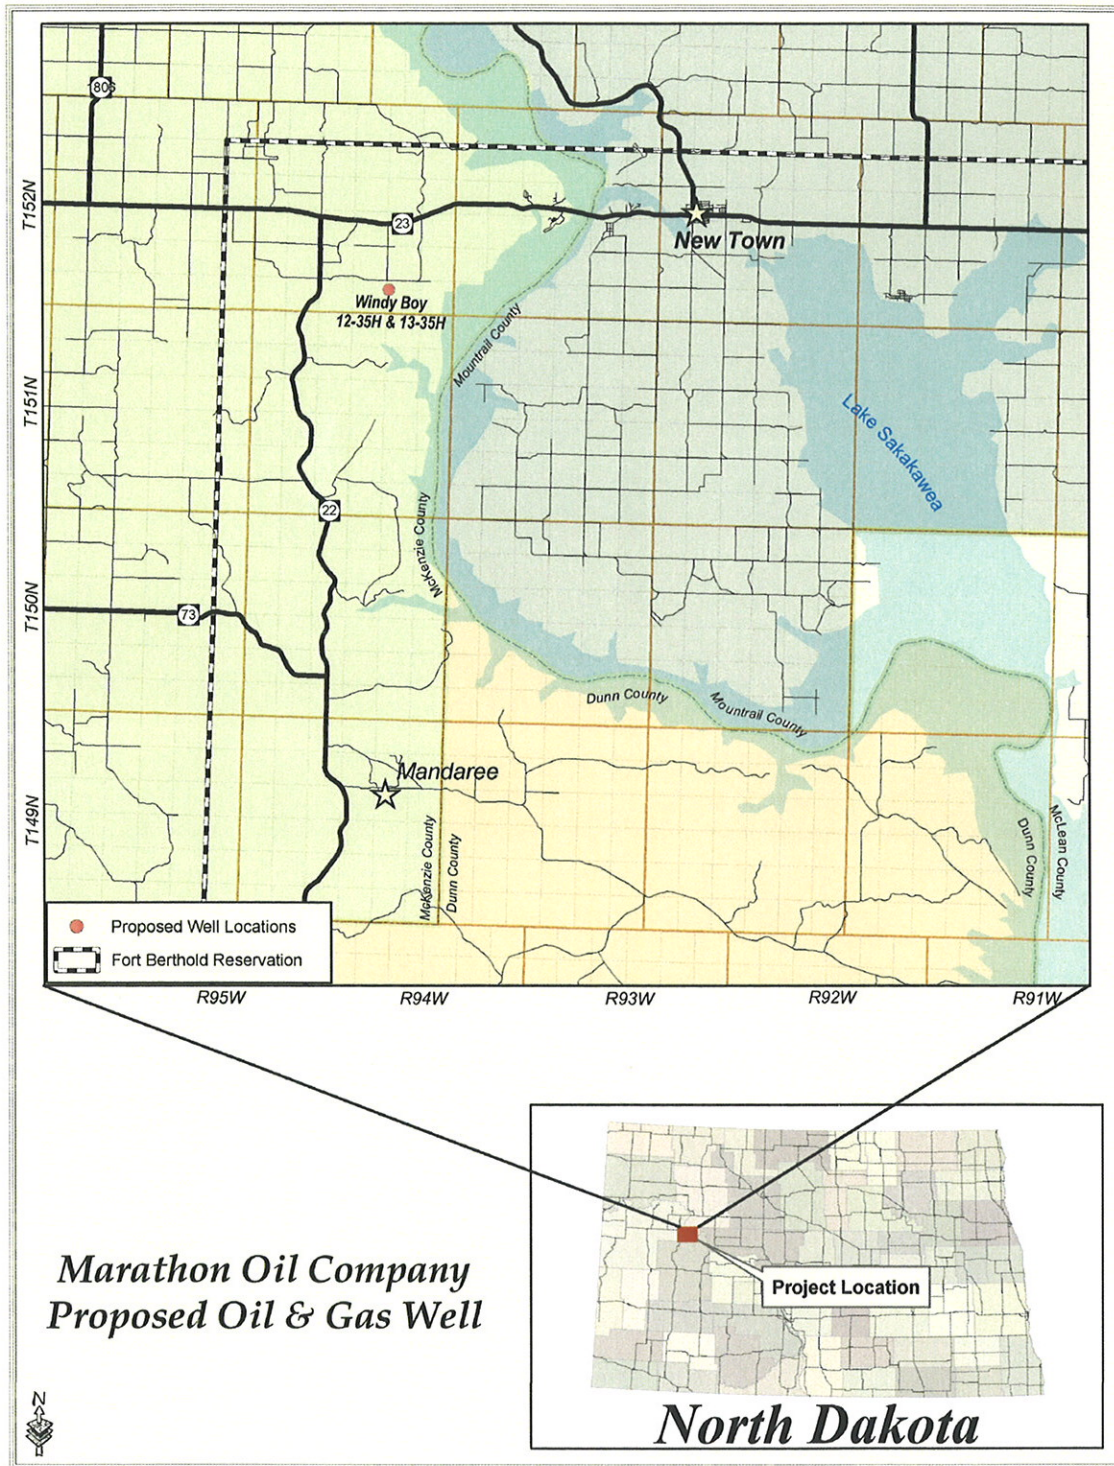 806
T152N
23
New Town
Windy Boy
12-35H & 13-35H
Mountrail County
T151N
Lake Sakakawea
22
McKenzie County
T150N
73
Dunn County
Mountrail County
Mandaree
T149N
McKenzie County
Dunn County
Dunn County
McLean County
Proposed Well Locations
Fort Berthold Reservation
R95W
R94W
R93W
R92W
R91W
Project Location
Marathon Oil Company
Proposed Oil & Gas Well
N
North Dakota